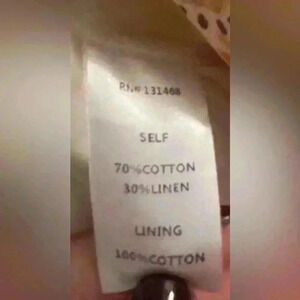 RN# 131468
SELF
70%COTTON
30%LINEN
LINING
100%COTTON